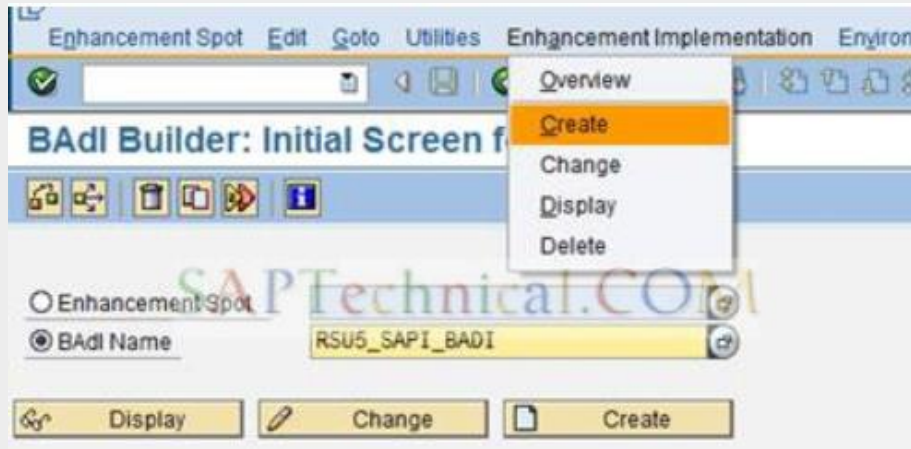 Enhancement Spot Edit Goto Utilities Enhancement Implementation Environ
Overview
Create
Change
Display
Delete
BAdI Builder: Initial Screen f
SAPTechnical.COM
Enhancement Spot
BAdI Name RSU5_SAPI_BADI
Display Change Create